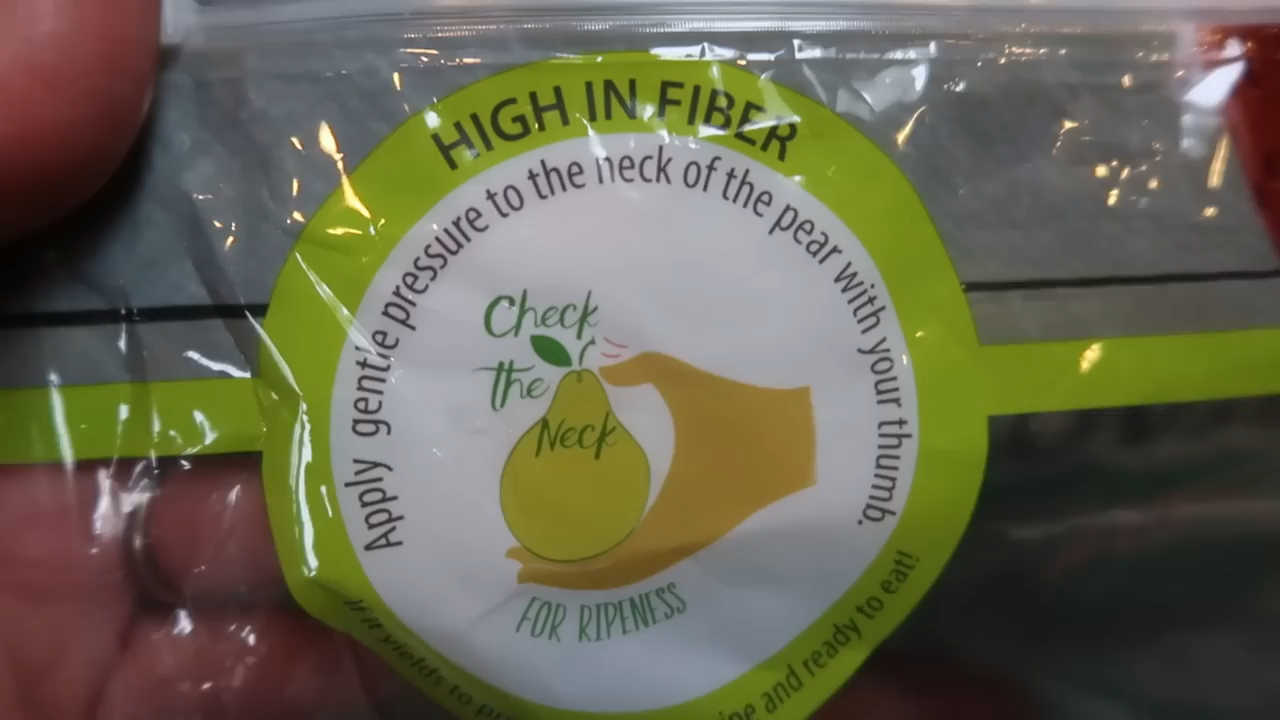 HIGH IN FIBER
Apply gentle pressure to the neck of the pear with your thumb.
Check
the
Neck
FOR RIPENESS
If it yields to
and ready to eat!